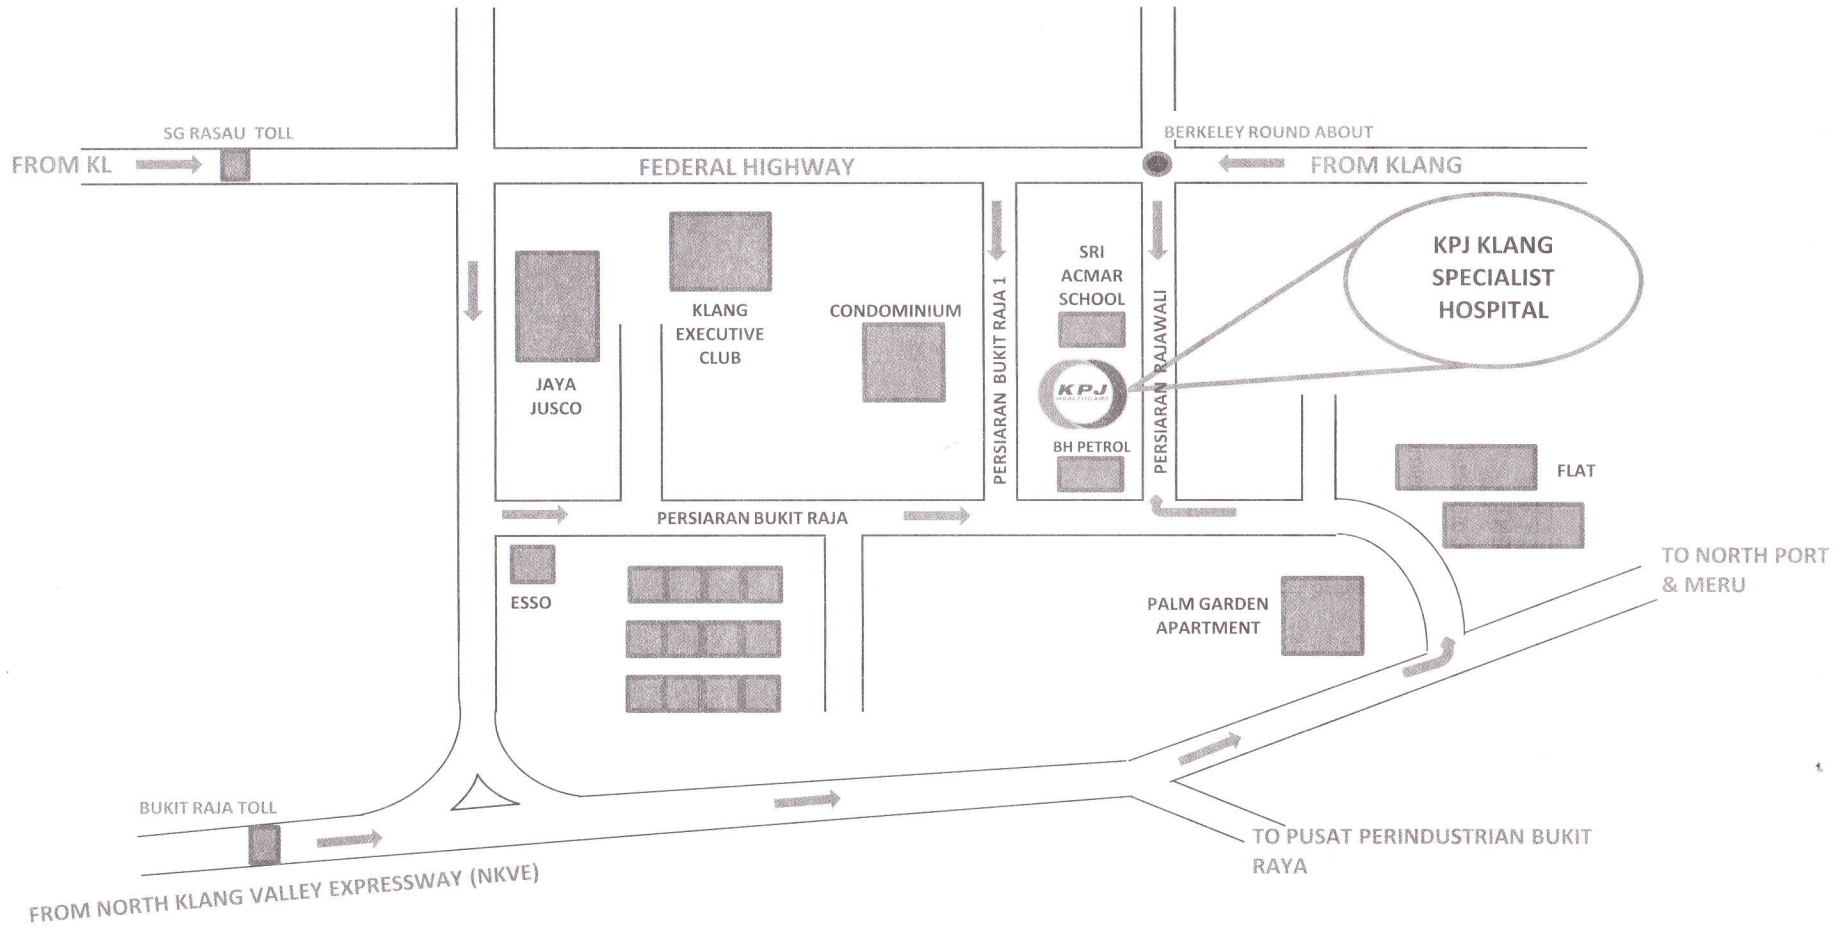 SG RASAU TOLL
BERKELEY ROUND ABOUT
FROM KL
FEDERAL HIGHWAY
FROM KLANG
KPJ KLANG
SPECIALIST
HOSPITAL
SRI
ACMAR
SCHOOL
KLANG
EXECUTIVE
CLUB
CONDOMINIUM
PERSIARAN BUKIT RAJA 1
PERSIARAN RAJAWALI
JAYA
JUSCO
KPJ
HEALTHCARE
BH PETROL
FLAT
PERSIARAN BUKIT RAJA
ESSO
TO NORTH PORT
& MERU
PALM GARDEN
APARTMENT
BUKIT RAJA TOLL
TO PUSAT PERINDUSTRIAN BUKIT
RAYA
FROM NORTH KLANG VALLEY EXPRESSWAY (NKVE)